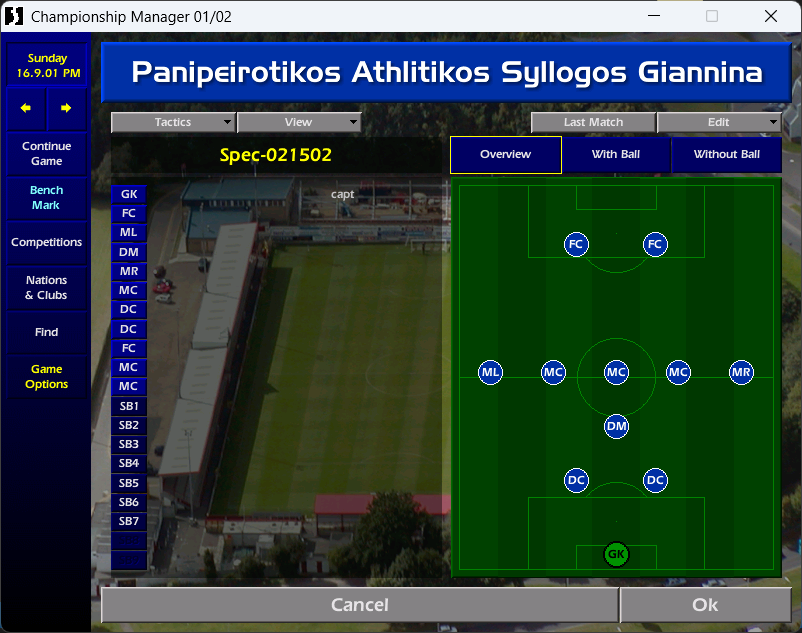 Championship Manager 01/02
Sunday
16.9.01 PM
Panipeirotikos Athlitikos Syllogos Giannina
Continue
Game
Bench
Mark
Competitions
Nations
& Clubs
Find
Game
Options
Tactics
View
Last Match
Edit
Spec-021502
Overview
With Ball
Without Ball
GK
capt
FC
ML
DM
MR
MC
DC
DC
FC
MC
MC
SB1
SB2
SB3
SB4
SB5
SB6
SB7
FC FC
ML MC MC MC MR
DM
DC DC
GK
Cancel
Ok